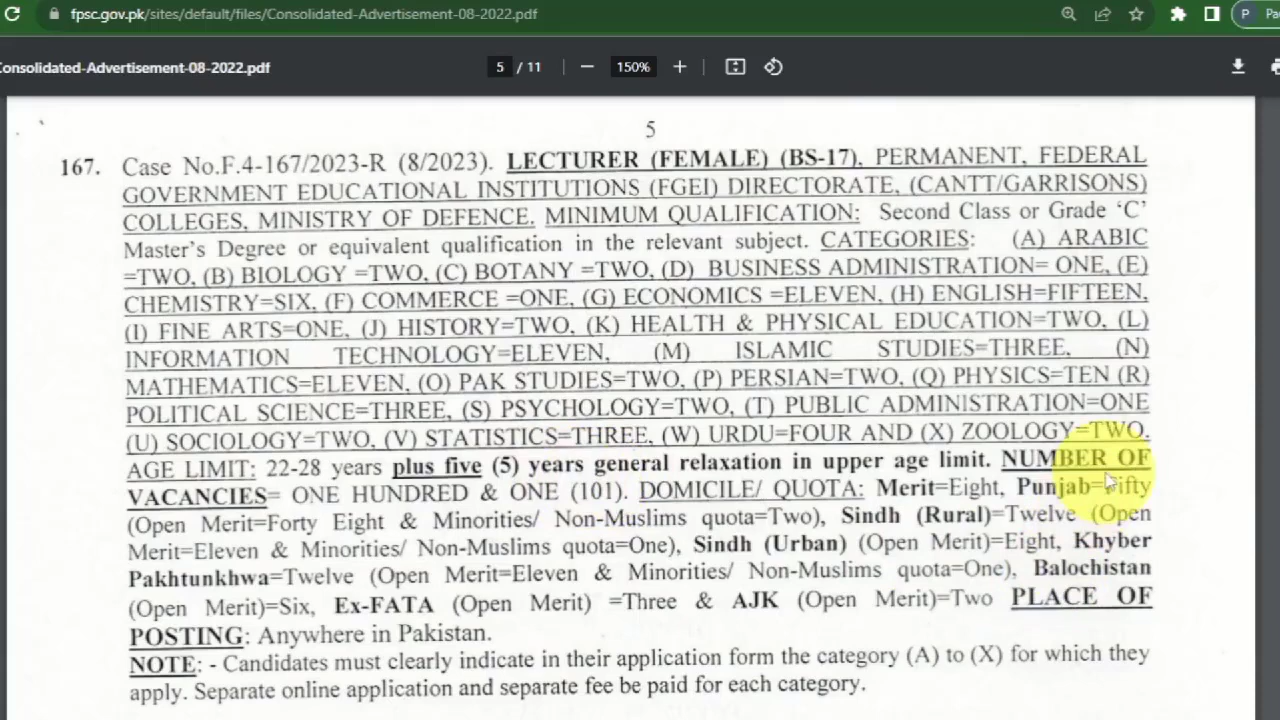 fpsc.gov.pk/sites/default/files/Consolidated-Advertisement-08-2022.pdf
P Pa
Consolidated-Advertisement-08-2022.pdf 5 / 11 150%
5
167. Case No.F.4-167/2023-R (8/2023). LECTURER (FEMALE) (BS-17), PERMANENT, FEDERAL
GOVERNMENT EDUCATIONAL INSTITUTIONS (FGEI) DIRECTORATE, (CANTT/GARRISONS)
COLLEGES, MINISTRY OF DEFENCE. MINIMUM QUALIFICATION: Second Class or Grade ‘C’
Master’s Degree or equivalent qualification in the relevant subject. CATEGORIES: (A) ARABIC
=TWO, (B) BIOLOGY =TWO, (C) BOTANY =TWO, (D) BUSINESS ADMINISTRATION= ONE, (E)
CHEMISTRY=SIX, (F) COMMERCE =ONE, (G) ECONOMICS =ELEVEN, (H) ENGLISH=FIFTEEN,
(I) FINE ARTS=ONE, (J) HISTORY=TWO, (K) HEALTH & PHYSICAL EDUCATION=TWO, (L)
INFORMATION TECHNOLOGY=ELEVEN, (M) ISLAMIC STUDIES=THREE, (N)
MATHEMATICS=ELEVEN, (O) PAK STUDIES=TWO, (P) PERSIAN=TWO, (Q) PHYSICS=TEN (R)
POLITICAL SCIENCE=THREE, (S) PSYCHOLOGY=TWO, (T) PUBLIC ADMINISTRATION=ONE
(U) SOCIOLOGY=TWO, (V) STATISTICS=THREE, (W) URDU=FOUR AND (X) ZOOLOGY=TWO.
AGE LIMIT: 22-28 years plus five (5) years general relaxation in upper age limit. NUMBER OF
VACANCIES= ONE HUNDRED & ONE (101). DOMICILE/ QUOTA: Merit=Eight, Punjab=Fifty
(Open Merit=Forty Eight & Minorities/ Non-Muslims quota=Two), Sindh (Rural)=Twelve (Open
Merit=Eleven & Minorities/ Non-Muslims quota=One), Sindh (Urban) (Open Merit)=Eight, Khyber
Pakhtunkhwa=Twelve (Open Merit=Eleven & Minorities/ Non-Muslims quota=One), Balochistan
(Open Merit)=Six, Ex-FATA (Open Merit) =Three & AJK (Open Merit)=Two PLACE OF
POSTING: Anywhere in Pakistan.
NOTE: - Candidates must clearly indicate in their application form the category (A) to (X) for which they
apply. Separate online application and separate fee be paid for each category.